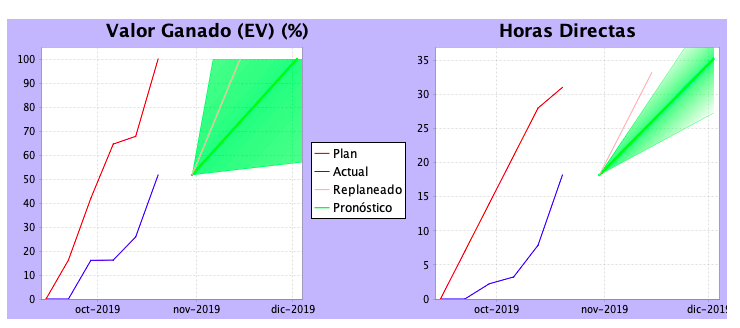 Valor Ganado (EV) (%)
100
90
80
70
60
50
40
30
20
10
0
oct-2019
nov-2019
dic-2019
Plan
Actual
Replaneado
Pronóstico
Horas Directas
35
30
25
20
15
10
5
0
oct-2019
nov-2019
dic-2019